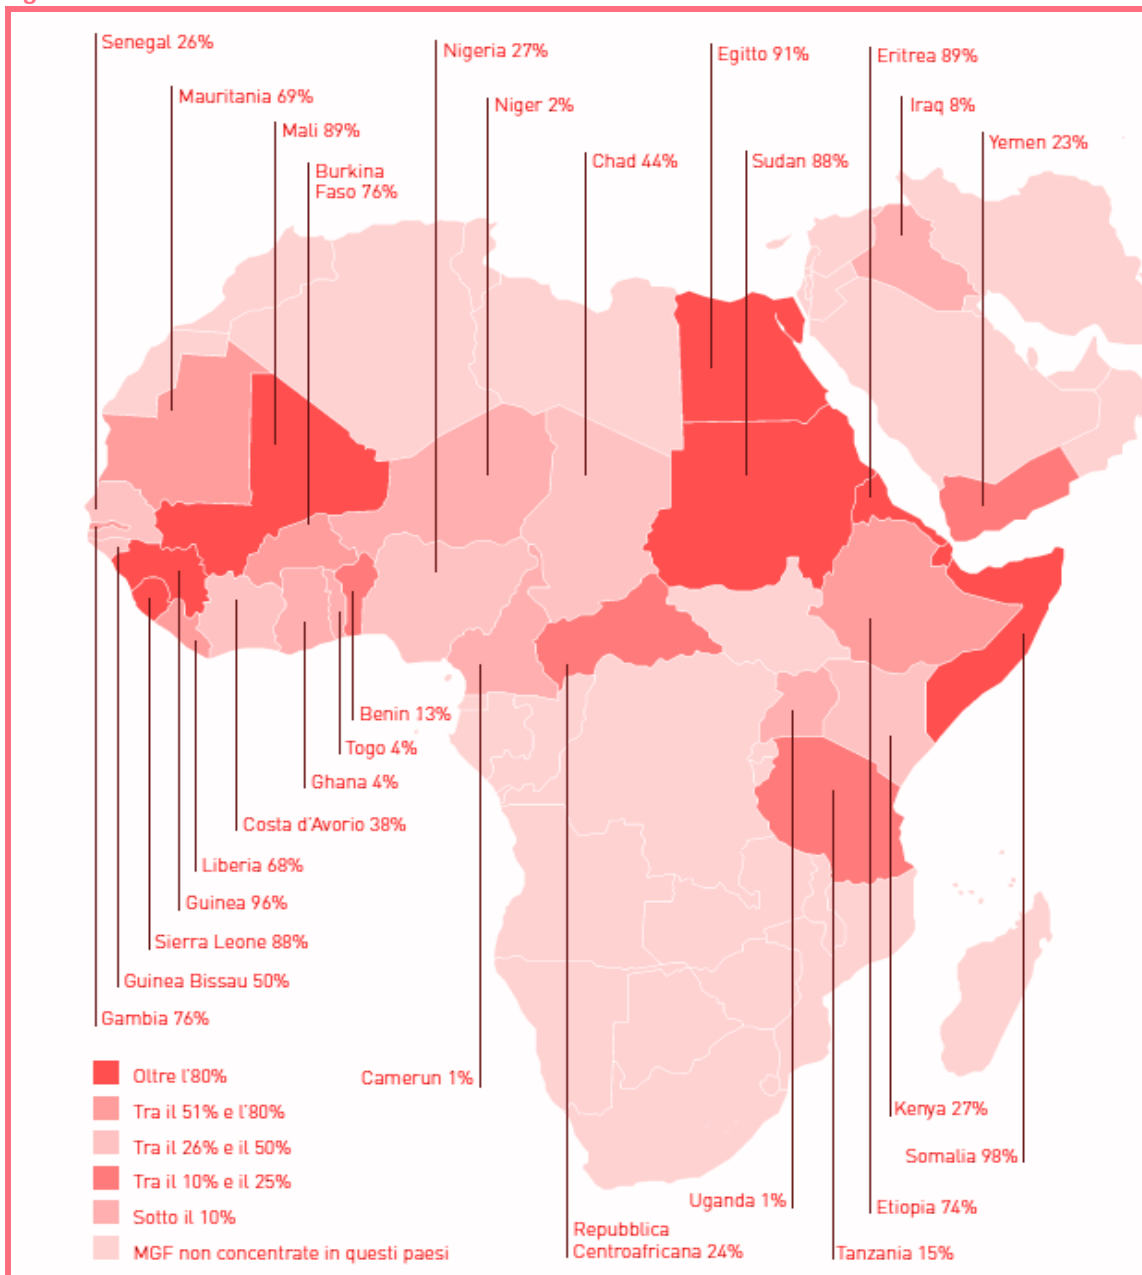 Senegal 26%
Nigeria 27%
Egitto 91%
Eritrea 89%
Mauritania 69%
Niger 2%
Iraq 8%
Mali 89%
Yemen 23%
Burkina
Faso 76%
Chad 44%
Sudan 88%
Benin 13%
Togo 4%
Ghana 4%
Costa d'Avorio 38%
Liberia 68%
Guinea 96%
Sierra Leone 88%
Guinea Bissau 50%
Gambia 76%
Camerun 1%
Kenya 27%
Somalia 98%
Uganda 1%
Etiopia 74%
Repubblica
Centroafricana 24%
Tanzania 15%
Oltre l'80%
Tra il 51% e l'80%
Tra il 26% e il 50%
Tra il 10% e il 25%
Sotto il 10%
MGF non concentrate in questi paesi